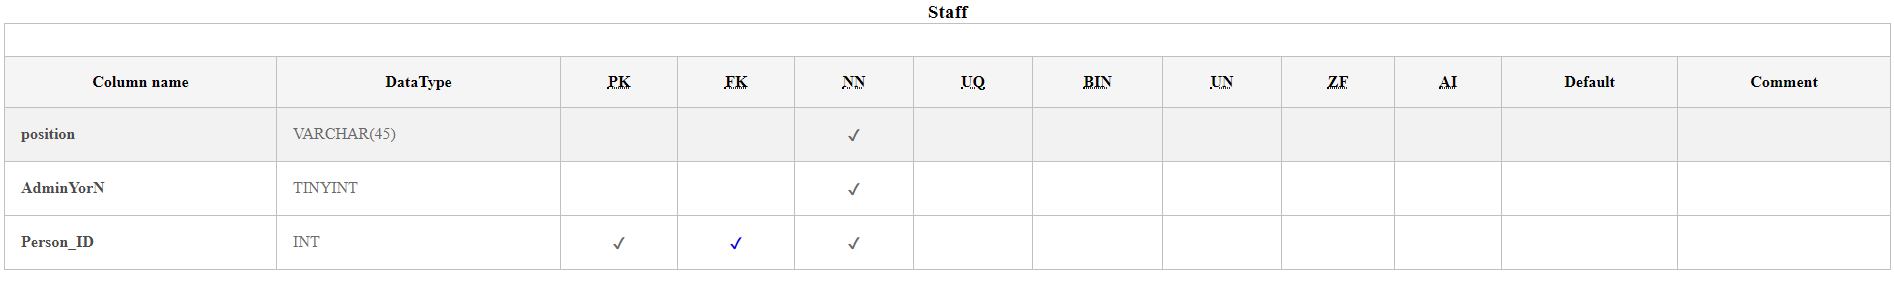 Staff
Column name DataType PK FK NN UQ BIN UN ZF AI Default Comment
position VARCHAR(45) ✓
AdminYorN TINYINT ✓
Person_ID INT ✓ ✓ ✓